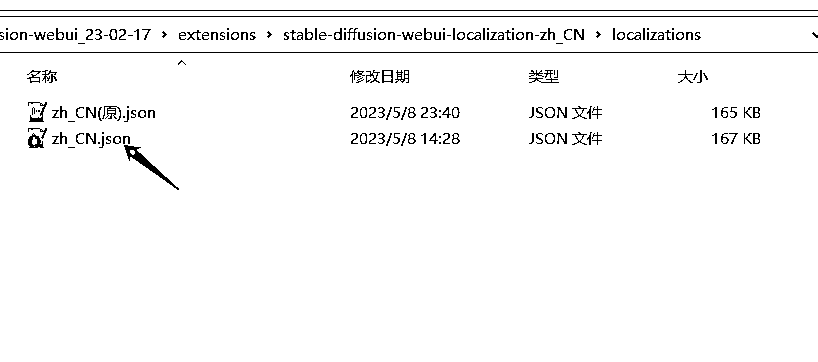 sion-webui_23-02-17 › extensions › stable-diffusion-webui-localization-zh_CN › localizations
名称 修改日期 类型 大小
zh_CN(原).json 2023/5/8 23:40 JSON 文件 165 KB
zh_CN.json 2023/5/8 14:28 JSON 文件 167 KB